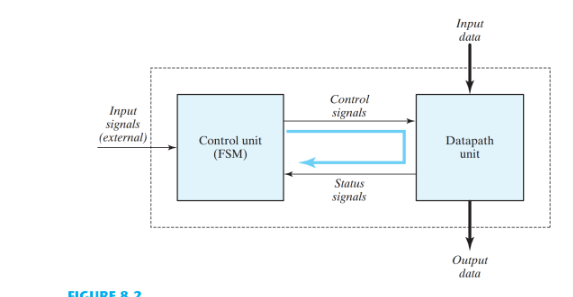 Input
data
Control
signals
Input
signals
(external)
Control unit
(FSM)
Datapath
unit
Status
signals
Output
data
FIGURE 8.2